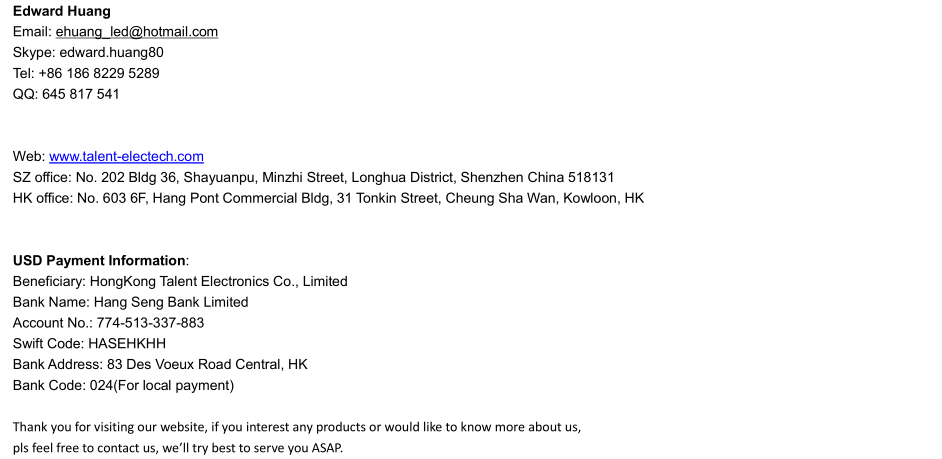 Edward Huang
Email: ehuang_led@hotmail.com
Skype: edward.huang80
Tel: +86 186 8229 5289
QQ: 645 817 541
Web: www.talent-electech.com
SZ office: No. 202 Bldg 36, Shayuanpu, Minzhi Street, Longhua District, Shenzhen China 518131
HK office: No. 603 6F, Hang Pont Commercial Bldg, 31 Tonkin Street, Cheung Sha Wan, Kowloon, HK
USD Payment Information:
Beneficiary: HongKong Talent Electronics Co., Limited
Bank Name: Hang Seng Bank Limited
Account No.: 774-513-337-883
Swift Code: HASEHKHH
Bank Address: 83 Des Voeux Road Central, HK
Bank Code: 024(For local payment)
Thank you for visiting our website, if you interest any products or would like to know more about us,
pls feel free to contact us, we’ll try best to serve you ASAP.